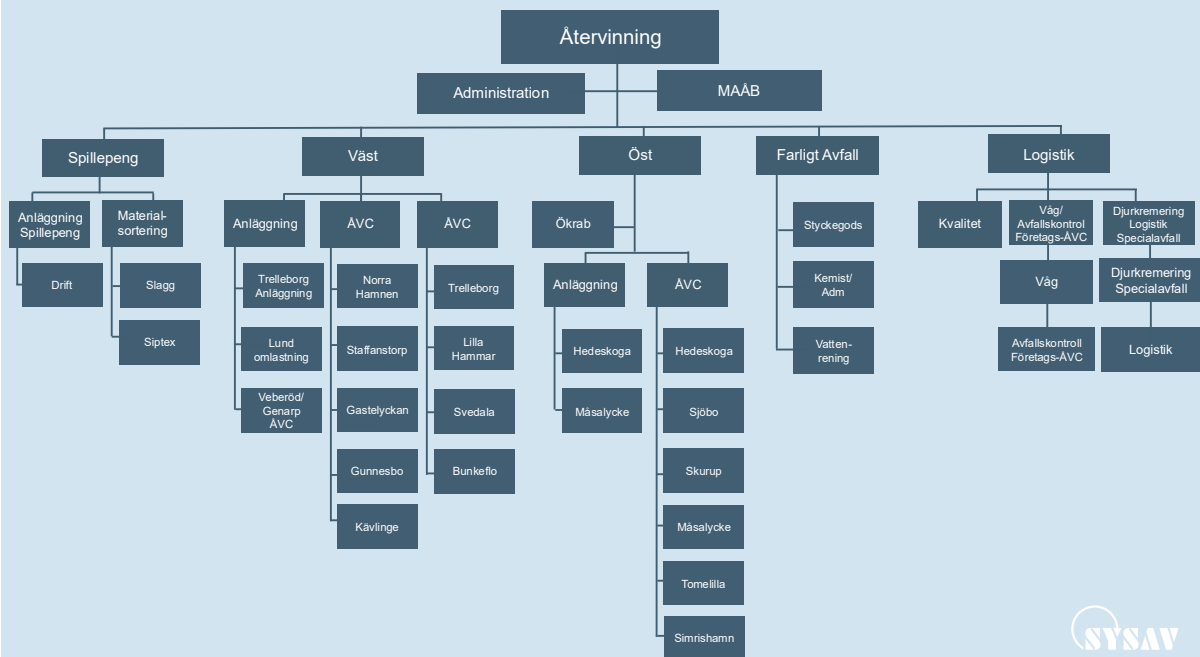 Återvinning
Administration
MAÅB
Spillepeng
Väst
Öst
Farligt Avfall
Logistik
Anläggning
Spillepeng
Material-
sortering
Drift
Slagg
Siptex
Anläggning
ÅVC
ÅVC
Trelleborg
Anläggning
Lund
omlastning
Veberöd/
Genarp
ÅVC
Norra
Hamnen
Staffanstorp
Gastelyckan
Gunnesbo
Kävlinge
Trelleborg
Lilla
Hammar
Svedala
Bunkeflo
Ökrab
Anläggning
ÅVC
Hedeskoga
Måsalycke
Hedeskoga
Sjöbo
Skurup
Måsalycke
Tomelilla
Simrishamn
Styckegods
Kemist/
Adm
Vatten-
rening
Kvalitet
Våg/
Avfallskontrol
Företags-ÅVC
Djurkremering
Logistik
Specialavfall
Våg
Djurkremering
Specialavfall
Avfallskontroll
Företags-ÅVC
Logistik
SYSAV